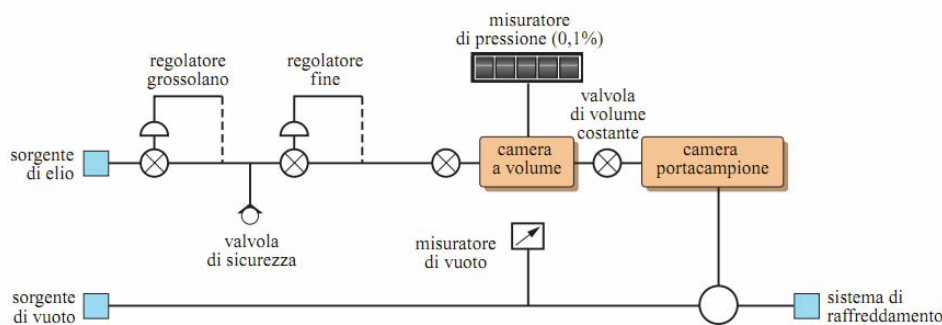 misuratore
di pressione (0,1%)
regolatore
grossolano
regolatore
fine
valvola
di volume
costante
sorgente
di elio
camera
a volume
camera
portacampione
valvola
di sicurezza
misuratore
di vuoto
sorgente
di vuoto
sistema di
raffreddamento